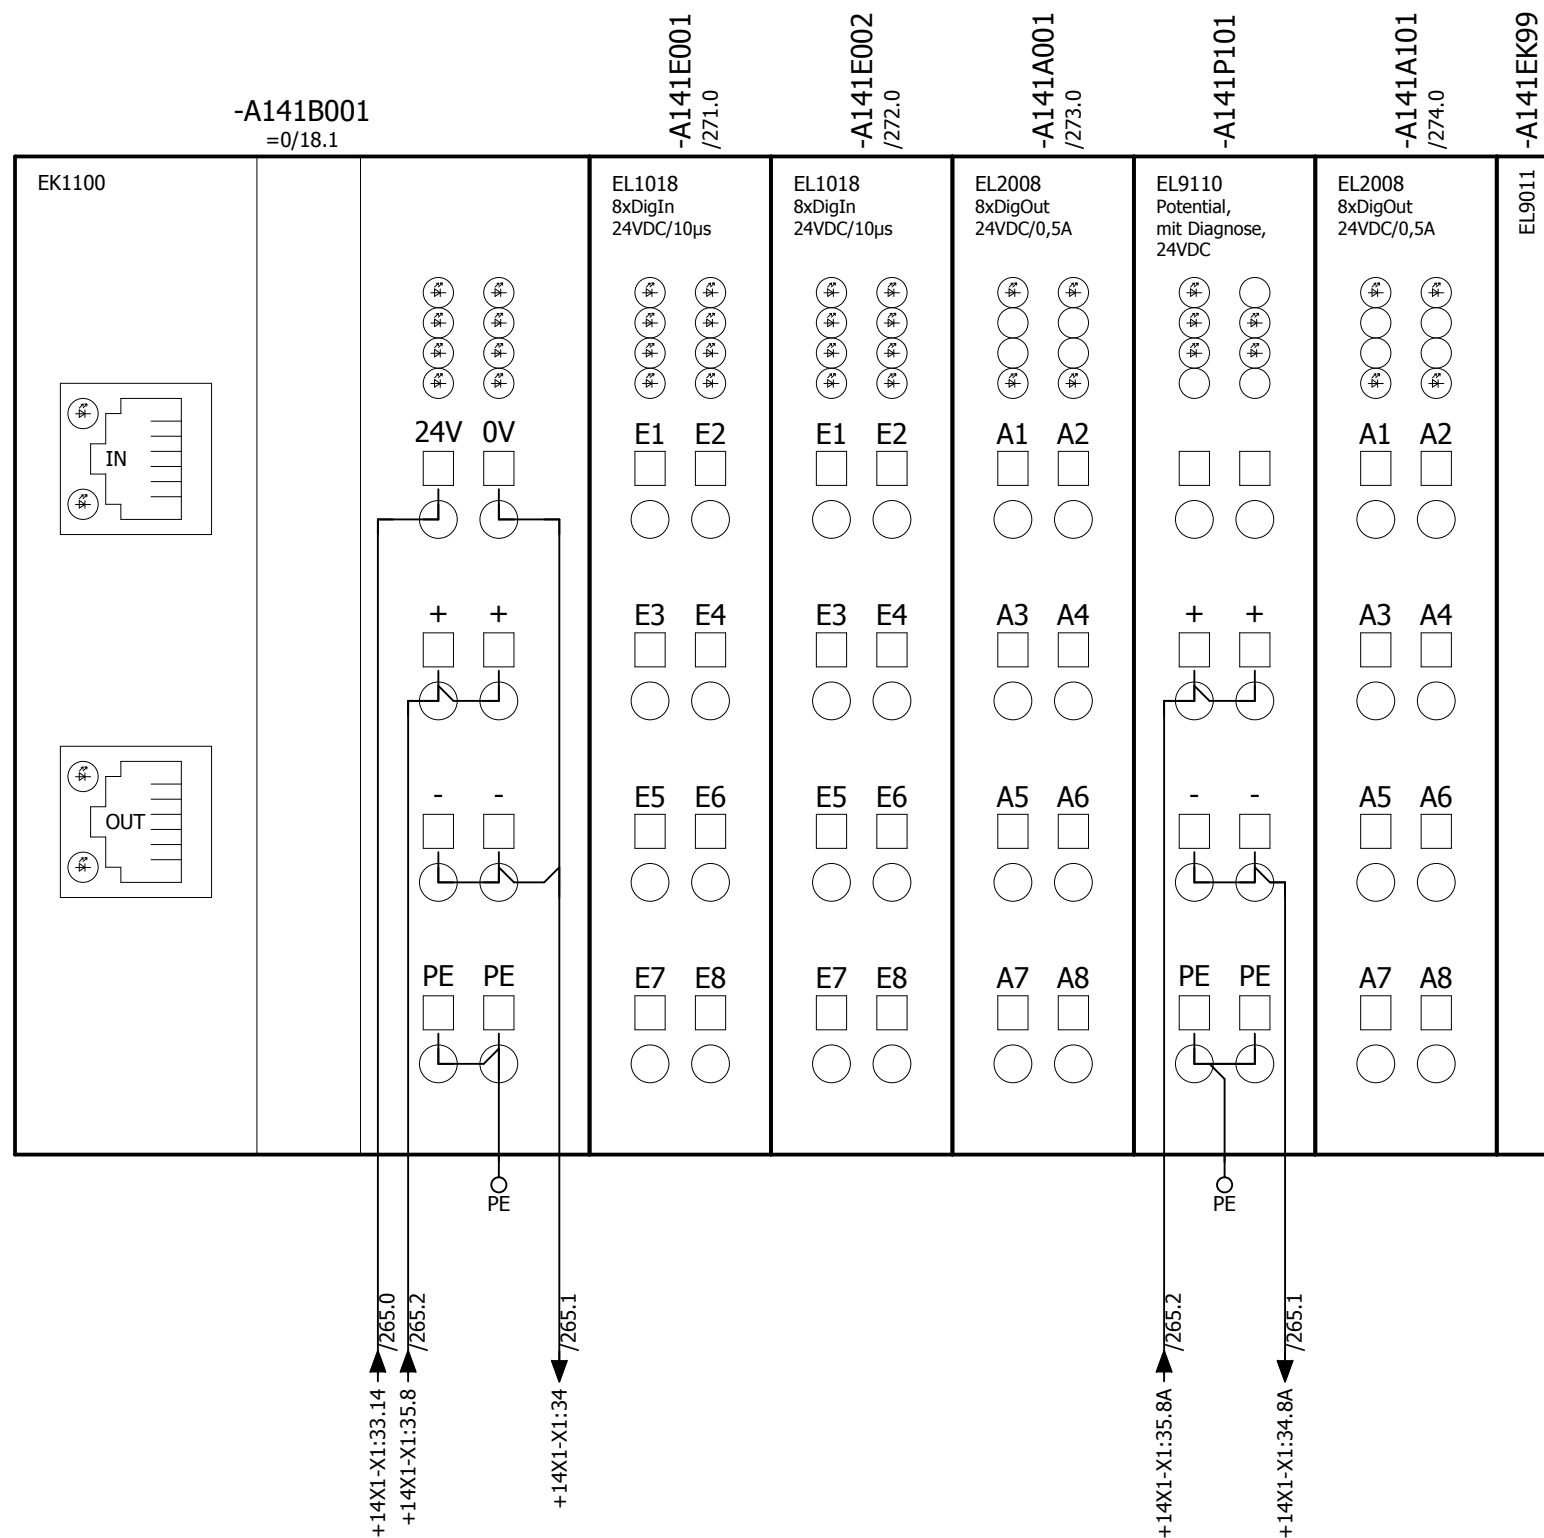 -A141B001
=0/18.1
-A141E001
/271.0
-A141E002
/272.0
-A141A001
/273.0
-A141P101
-A141A101
/274.0
-A141EK99
EK1100
EL1018
8xDigIn
24VDC/10µs
EL1018
8xDigIn
24VDC/10µs
EL2008
8xDigOut
24VDC/0,5A
EL9110
Potential,
mit Diagnose,
24VDC
EL2008
8xDigOut
24VDC/0,5A
EL9011
24V 0V E1 E2 E1 E2 A1 A2 A1 A2
IN
+ + E3 E4 E3 E4 A3 A4 + + A3 A4
- - E5 E6 E5 E6 A5 A6 - - A5 A6
OUT
PE PE E7 E8 E7 E8 A7 A8 PE PE A7 A8
PE
PE
/265.0
+14X1-X1:33.14
/265.2
+14X1-X1:35.8
/265.1
+14X1-X1:34
/265.2
+14X1-X1:35.8A
/265.1
+14X1-X1:34.8A